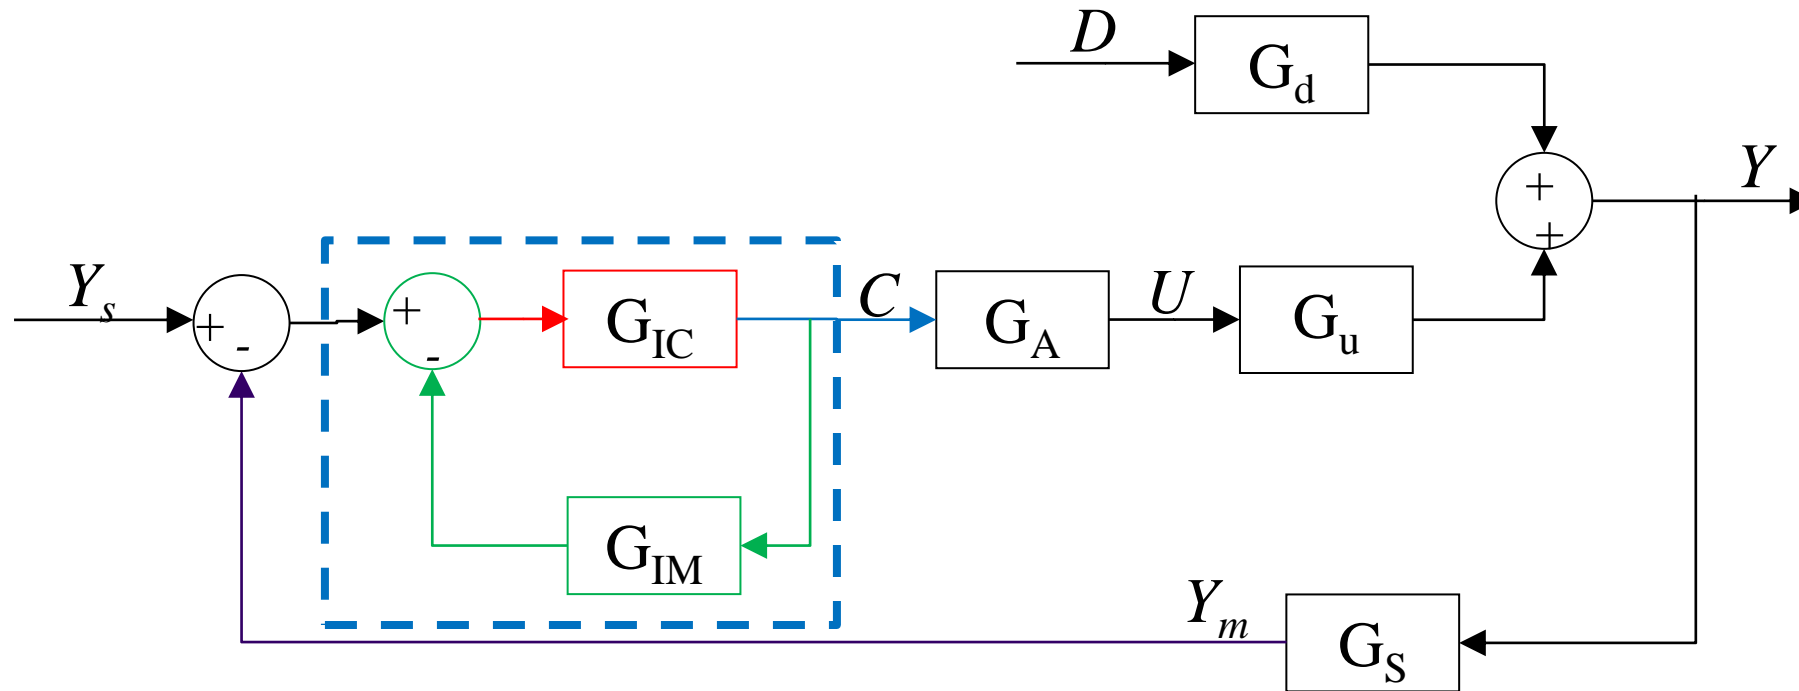 D
G_d
Y
+
+
Y_s
+
-
+
-
G_IC
C
G_A
U
G_u
G_IM
Y_m
G_S